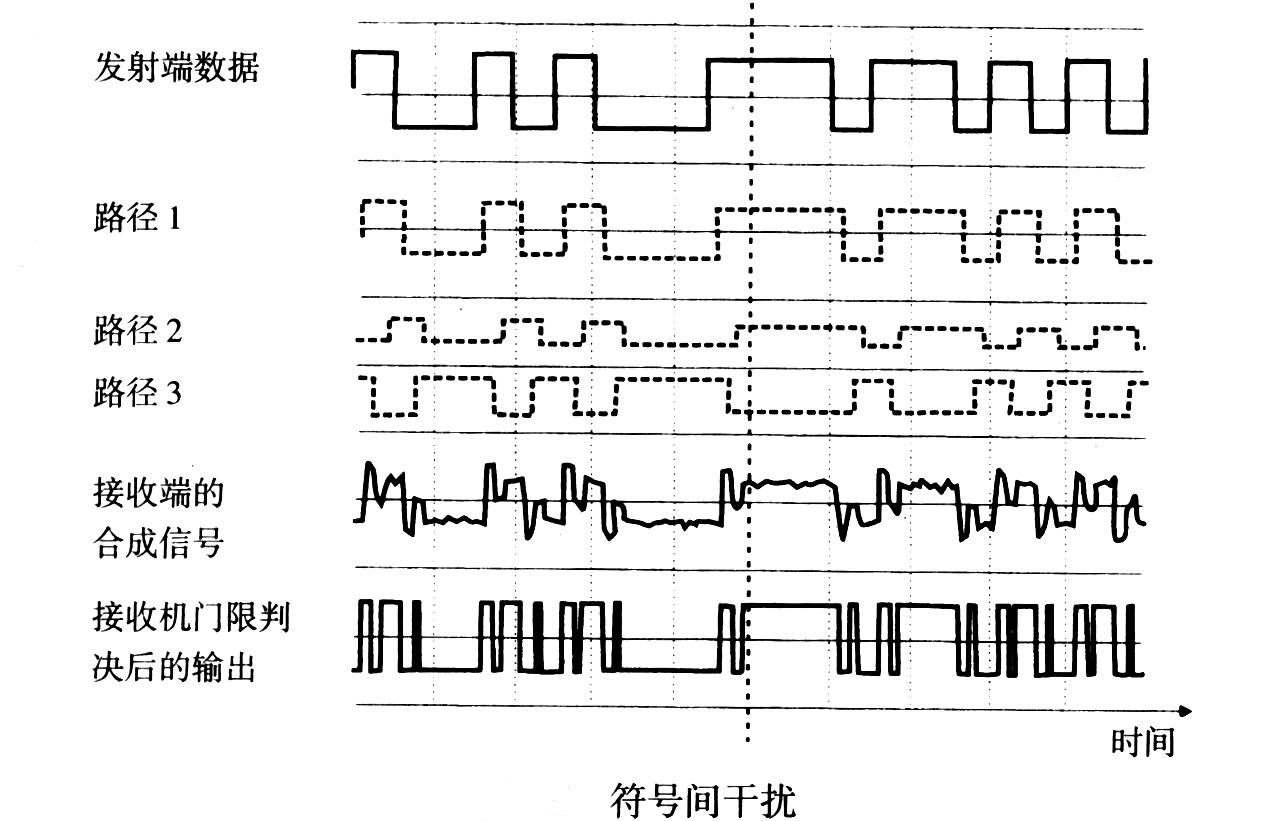 发射端数据
路径 1
路径 2
路径 3
接收端的
合成信号
接收机门限判
决后的输出
时间
符号间干扰